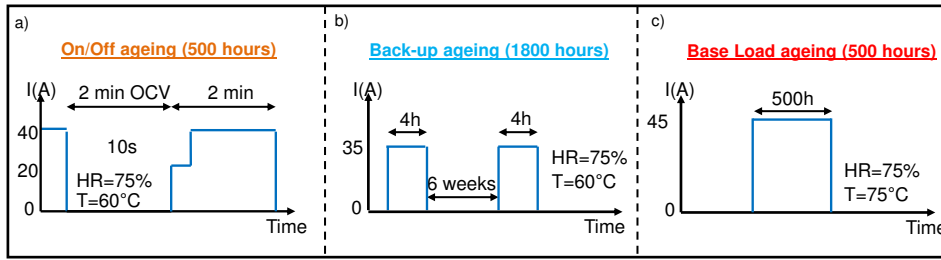 a)
On/Off ageing (500 hours)
I(A)
2 min OCV
2 min
40
10s
20
HR=75%
T=60°C
0
Time
b)
Back-up ageing (1800 hours)
I(A)
4h
4h
35
HR=75%
6 weeks
T=60°C
0
Time
c)
Base Load ageing (500 hours)
I(A)
500h
45
HR=75%
T=75°C
0
Time